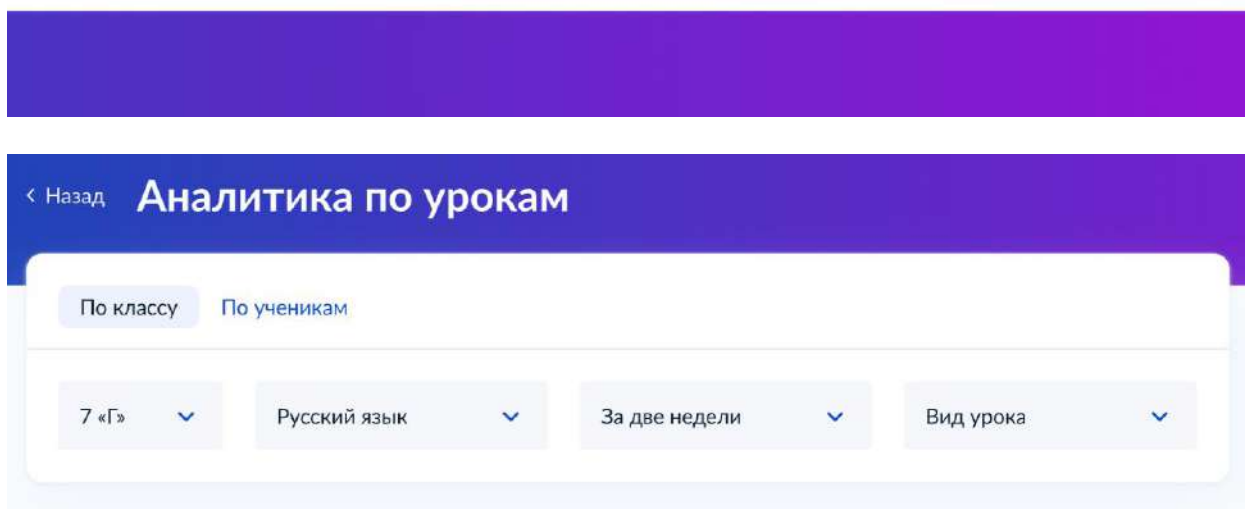 Назад Аналитика по урокам
По классу По ученикам
7 «Г» Русский язык За две недели Вид урока